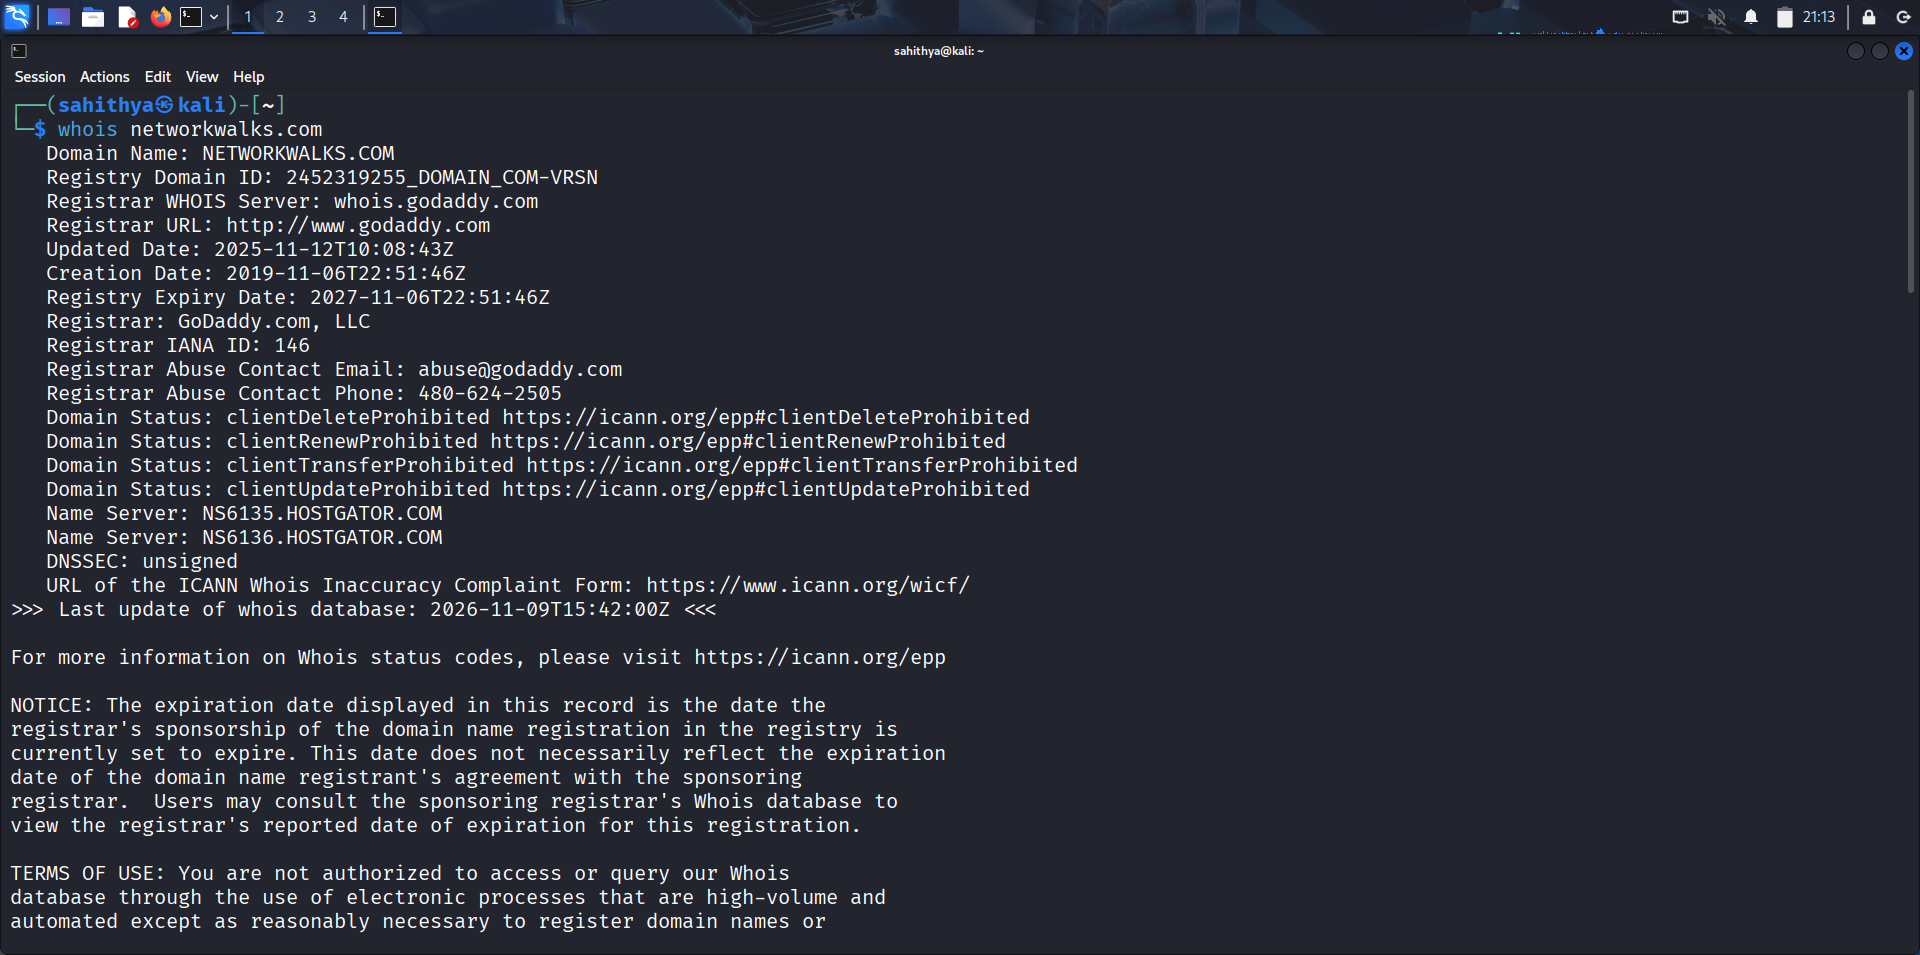 1 2 3 4 21:13
sahithya@kali: ~
Session Actions Edit View Help
┌──(sahithya㉿kali)-[~]
└─$ whois networkwalks.com
Domain Name: NETWORKWALKS.COM
Registry Domain ID: 2452319255_DOMAIN_COM-VRSN
Registrar WHOIS Server: whois.godaddy.com
Registrar URL: http://www.godaddy.com
Updated Date: 2025-11-12T10:08:43Z
Creation Date: 2019-11-06T22:51:46Z
Registry Expiry Date: 2027-11-06T22:51:46Z
Registrar: GoDaddy.com, LLC
Registrar IANA ID: 146
Registrar Abuse Contact Email: abuse@godaddy.com
Registrar Abuse Contact Phone: 480-624-2505
Domain Status: clientDeleteProhibited https://icann.org/epp#clientDeleteProhibited
Domain Status: clientRenewProhibited https://icann.org/epp#clientRenewProhibited
Domain Status: clientTransferProhibited https://icann.org/epp#clientTransferProhibited
Domain Status: clientUpdateProhibited https://icann.org/epp#clientUpdateProhibited
Name Server: NS6135.HOSTGATOR.COM
Name Server: NS6136.HOSTGATOR.COM
DNSSEC: unsigned
URL of the ICANN Whois Inaccuracy Complaint Form: https://www.icann.org/wicf/
>>> Last update of whois database: 2026-11-09T15:42:00Z <<<
For more information on Whois status codes, please visit https://icann.org/epp
NOTICE: The expiration date displayed in this record is the date the
registrar's sponsorship of the domain name registration in the registry is
currently set to expire. This date does not necessarily reflect the expiration
date of the domain name registrant's agreement with the sponsoring
registrar.  Users may consult the sponsoring registrar's Whois database to
view the registrar's reported date of expiration for this registration.
TERMS OF USE: You are not authorized to access or query our Whois
database through the use of electronic processes that are high-volume and
automated except as reasonably necessary to register domain names or